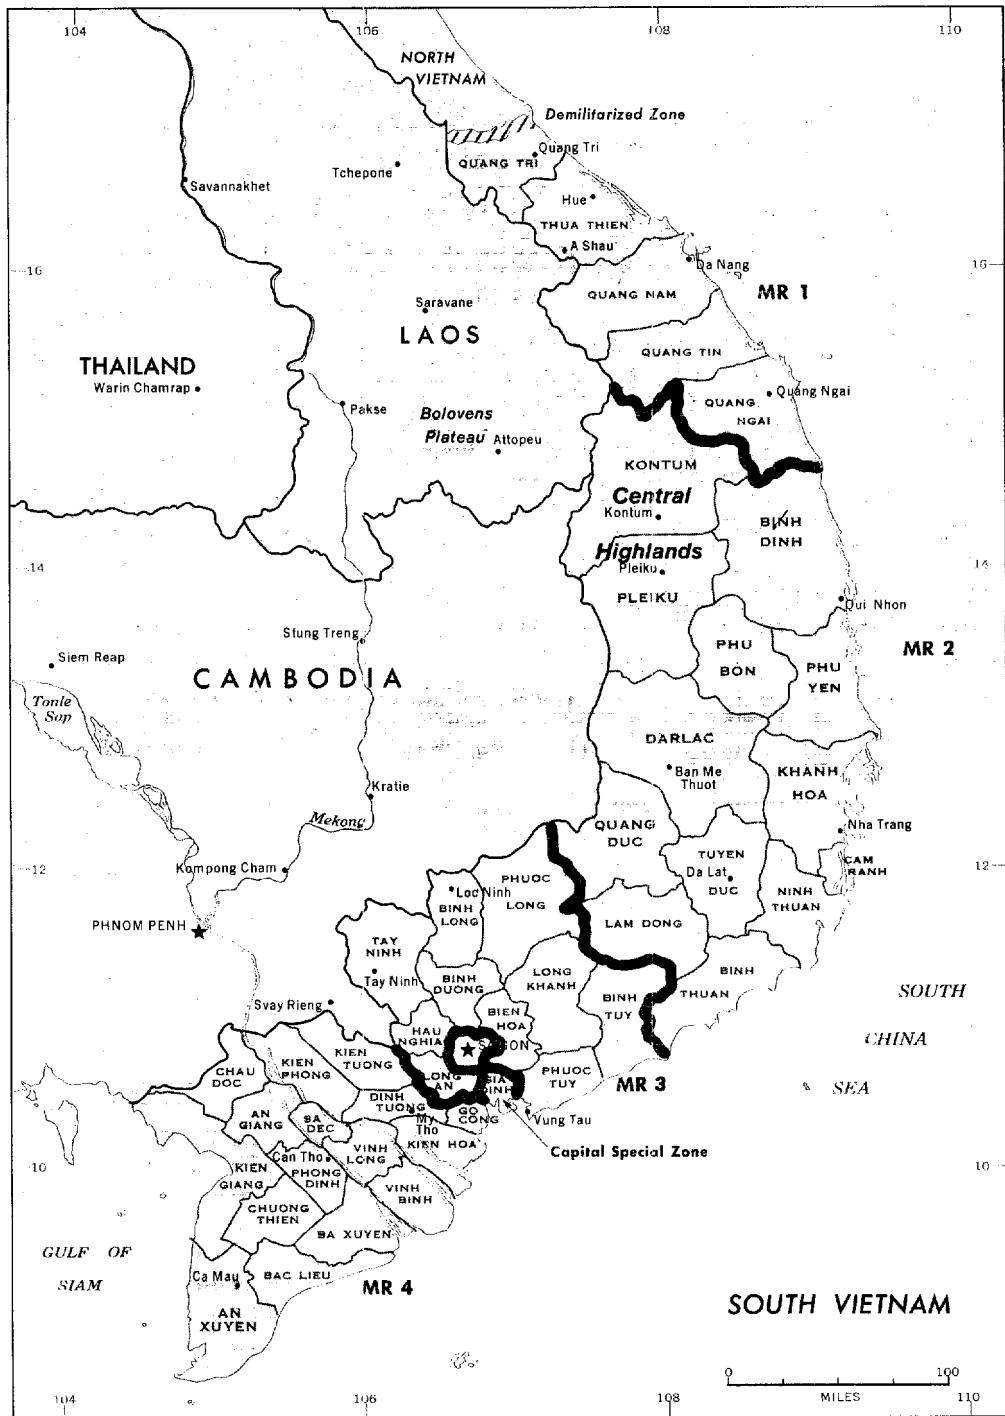 104
106
108
110
NORTH
VIETNAM
Demilitarized Zone
Quang Tri
QUANG TRI
Tchepone
Savannakhet
Hue
THUA THIEN
A Shau
16
Da Nang
16
QUANG NAM
MR 1
Saravane
LAOS
QUANG TIN
THAILAND
Warin Chamrap
Pakse
Quang Ngai
QUANG
NGAI
Bolovens
Plateau
Attopeu
KONTUM
Central
Kontum
BINH
DINH
Highlands
14
Pleiku
14
PLEIKU
Qui Nhon
Stung Treng
Siem Reap
PHU
BON
MR 2
PHU
YEN
CAMBODIA
Tonle
Sap
DARLAC
Ban Me
Thuot
KHANH
HOA
Kratie
Mekong
QUANG
DUC
Nha Trang
TUYEN
Da Lat
DUC
CAM
RANH
12
Kompong Cham
12
PHUOC
LONG
Loc Ninh
BINH
LONG
NINH
THUAN
PHNOM PENH
LAM DONG
TAY
NINH
Tay Ninh
BINH
DUONG
LONG
KHANH
BINH
THUAN
BINH
TUY
SOUTH
CHINA
SEA
Svay Rieng
BIEN
HOA
HAU
NGHIA
SAIGON
KIEN
TUONG
KIEN
PHONG
CHAU
DOC
LONG
AN
GIA
DINH
PHUOC
TUY
MR 3
DINH
TUONG
My
Tho
GO
CONG
Vung Tau
AN
GIANG
SA
DEC
KIEN HOA
Capital Special Zone
VINH
LONG
Can Tho
PHONG
DINH
10
10
KIEN
GIANG
VINH
BINH
CHUONG
THIEN
BA XUYEN
GULF OF
SIAM
Ca Mau
BAC LIEU
MR 4
AN
XUYEN
SOUTH VIETNAM
0
100
MILES
104
106
108
110